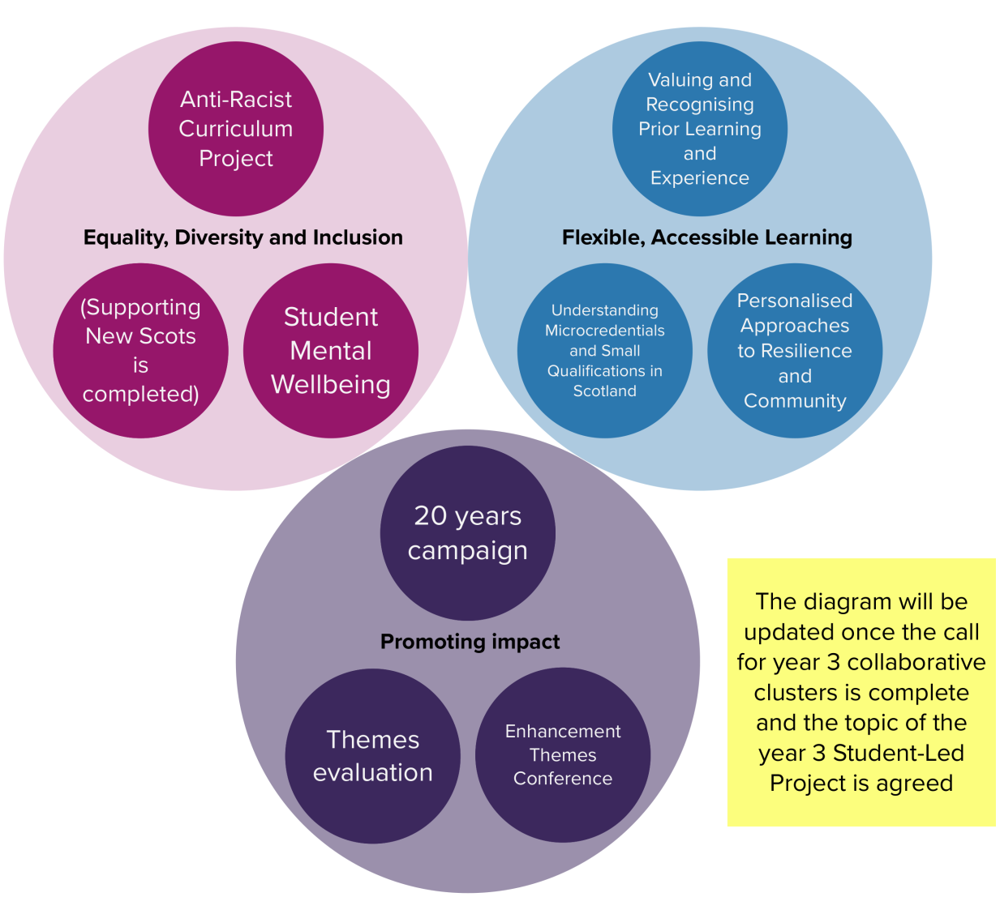 Anti-Racist
Curriculum
Project
Equality, Diversity and Inclusion
(Supporting
New Scots
is
completed)
Student
Mental
Wellbeing
Valuing and
Recognising
Prior Learning
and
Experience
Flexible, Accessible Learning
Understanding
Microcredentials
and Small
Qualifications in
Scotland
Personalised
Approaches
to Resilience
and
Community
20 years
campaign
Promoting impact
Themes
evaluation
Enhancement
Themes
Conference
The diagram will be
updated once the call
for year 3 collaborative
clusters is complete
and the topic of the
year 3 Student-Led
Project is agreed